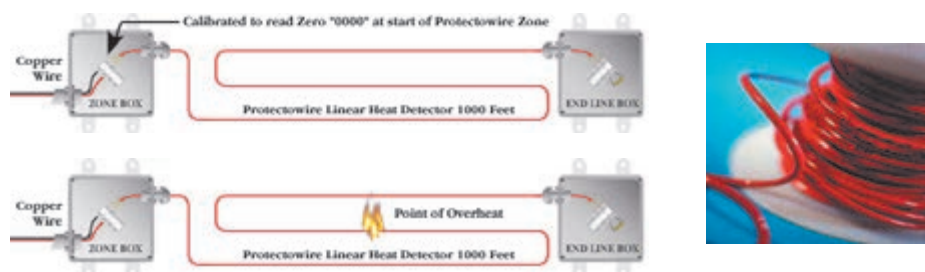 Calibrated to read Zero "0000" at start of Protectowire Zone
Copper
Wire
ZONE BOX
Protectowire Linear Heat Detector 1000 Feet
END LINE BOX
Copper
Wire
Point of Overheat
ZONE BOX
Protectowire Linear Heat Detector 1000 Feet
END LINE BOX